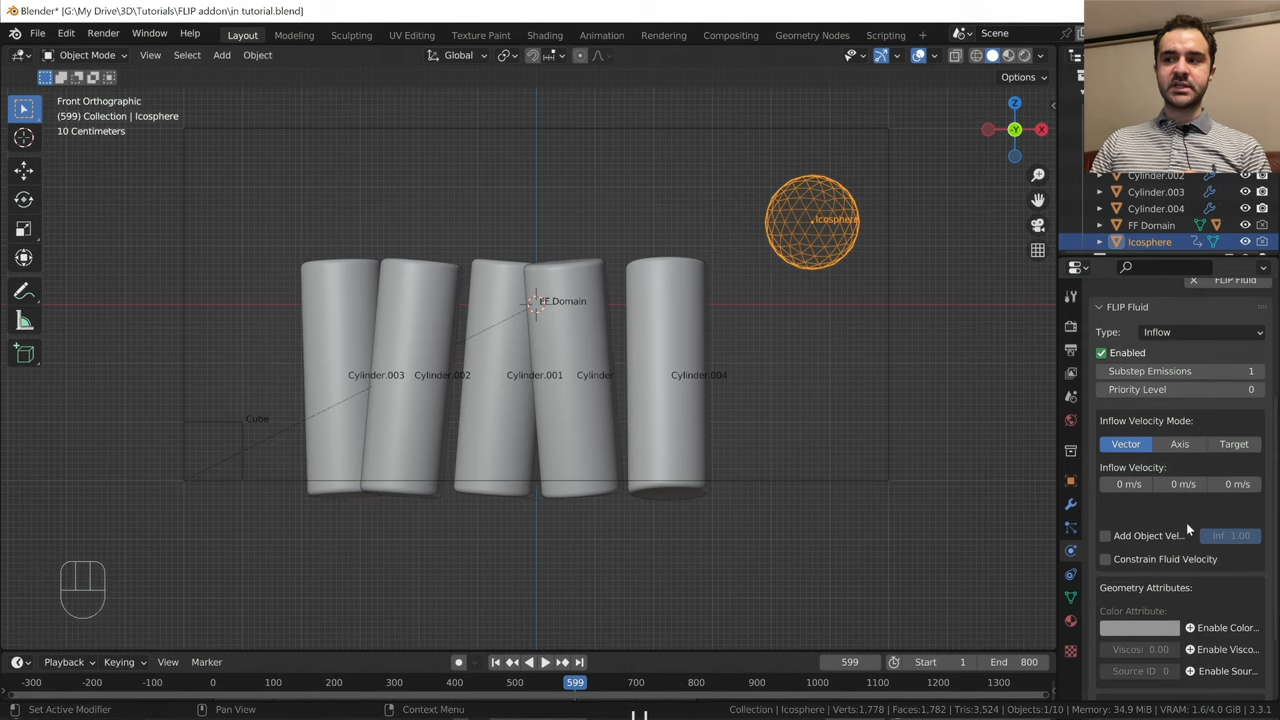 Blender* [G:\My Drive\3D\Tutorials\FLIP addon\in tutorial.blend]
File Edit Render Window Help Layout Modeling Sculpting UV Editing Texture Paint Shading Animation Rendering Compositing Geometry Nodes Scripting Scene
Object Mode View Select Add Object Global
Options
Front Orthographic
(599) Collection | Icosphere
10 Centimeters
Z
X
-Y
Cylinder.002
Cylinder.003
Cylinder.004
FF Domain
Icosphere
Icosphere
FF Domain
Cylinder.003 Cylinder.002 Cylinder.001 Cylinder Cylinder.004
Cube
FLIP Fluid
FLIP Fluid
Type: Inflow
Enabled
Substep Emissions 1
Priority Level 0
Inflow Velocity Mode:
Vector Axis Target
Inflow Velocity:
0 m/s 0 m/s 0 m/s
Add Object Vel... Inf 1.00
Constrain Fluid Velocity
Geometry Attributes:
Color Attribute:
Enable Color...
Viscosi 0.00 Enable Visco...
Source ID 0 Enable Sour...
Playback Keying View Marker 599 Start 1 End 800
-300 -200 -100 0 100 200 300 400 500 599 700 800 900 1000 1100 1200 1300
Set Active Modifier Pan View Context Menu Collection | Icosphere | Verts:1,778 | Faces:1,782 | Tris:3,524 | Objects:1/10 | Memory: 34.9 MiB | VRAM: 1.6/4.0 GiB | 3.3.1